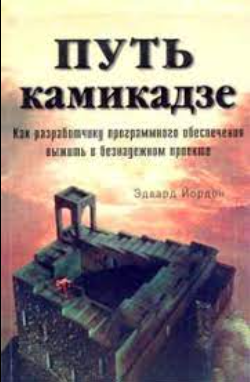 ПУТЬ
камикадзе
Как разработчику программного обеспечения
выжить в безнадежном проекте
Эдвард Йордон